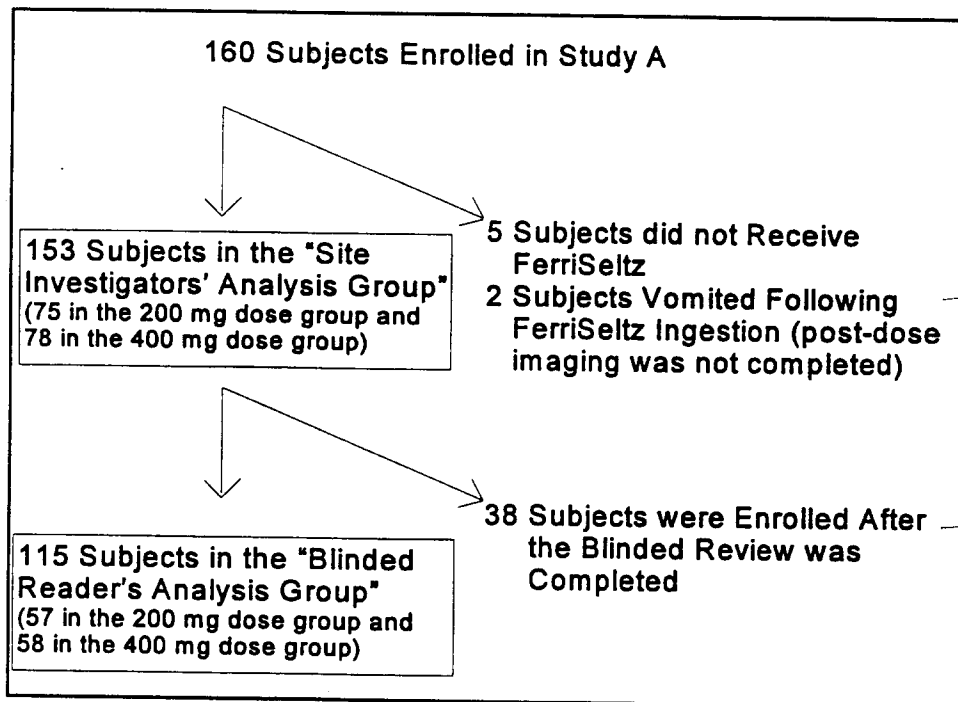 160 Subjects Enrolled in Study A
153 Subjects in the "Site
Investigators' Analysis Group"
(75 in the 200 mg dose group and
78 in the 400 mg dose group)
5 Subjects did not Receive
FerriSeltz
2 Subjects Vomited Following
FerriSeltz Ingestion (post-dose
imaging was not completed)
115 Subjects in the "Blinded
Reader's Analysis Group"
(57 in the 200 mg dose group and
58 in the 400 mg dose group)
38 Subjects were Enrolled After
the Blinded Review was
Completed